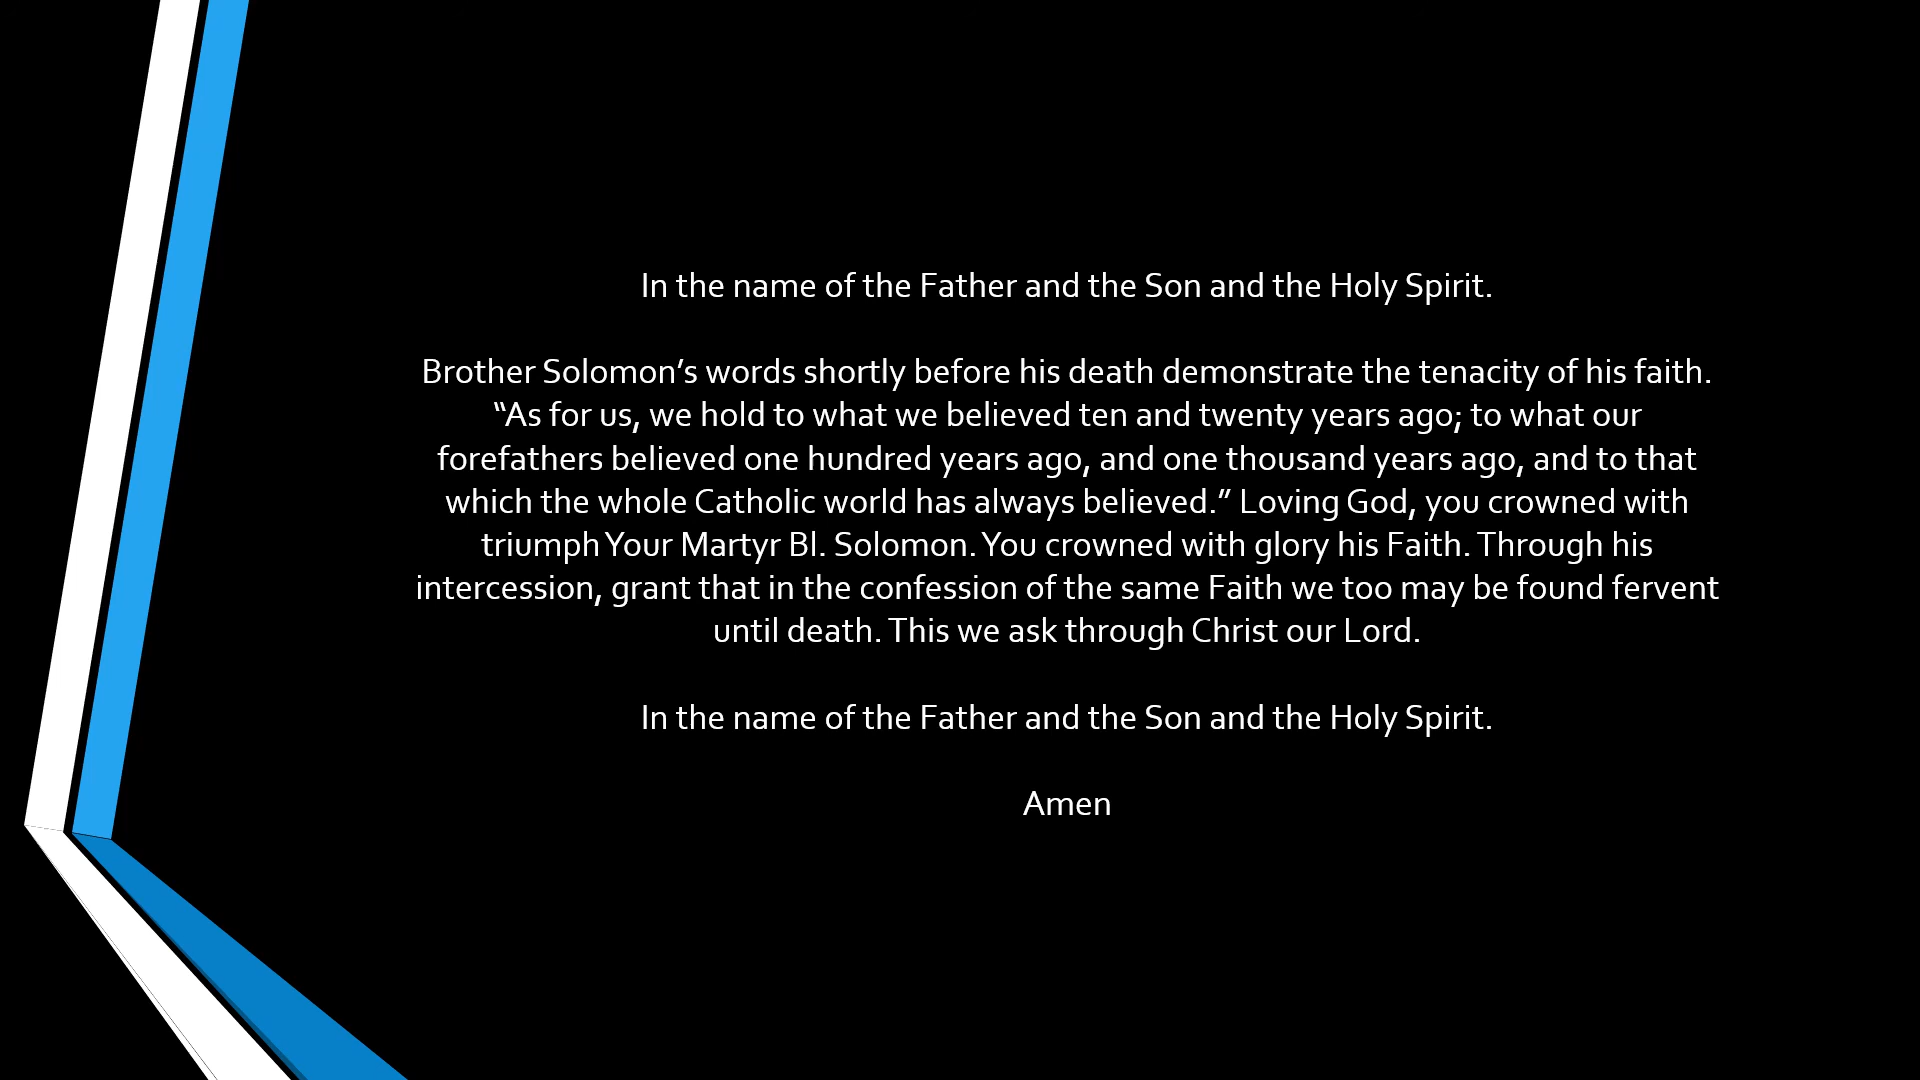 In the name of the Father and the Son and the Holy Spirit.
Brother Solomon’s words shortly before his death demonstrate the tenacity of his faith.
“As for us, we hold to what we believed ten and twenty years ago; to what our
forefathers believed one hundred years ago, and one thousand years ago, and to that
which the whole Catholic world has always believed.” Loving God, you crowned with
triumph Your Martyr Bl. Solomon. You crowned with glory his Faith. Through his
intercession, grant that in the confession of the same Faith we too may be found fervent
until death. This we ask through Christ our Lord.
In the name of the Father and the Son and the Holy Spirit.
Amen